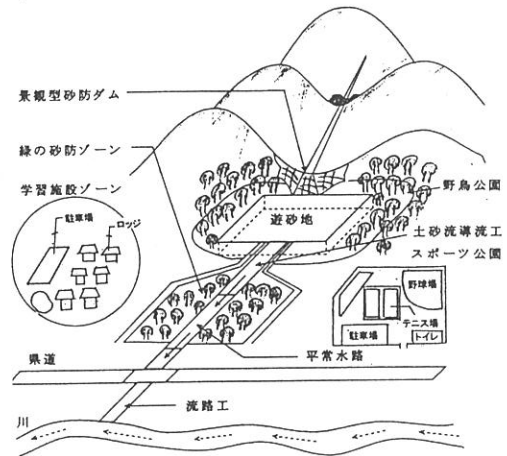 景観型砂防ダム
緑の砂防ゾーン
学習施設ゾーン
駐車場
ロッジ
遊砂地
野鳥公園
土砂流導流工
スポーツ公園
野球場
テニス場
駐車場
トイレ
県道
平常水路
流路工
川